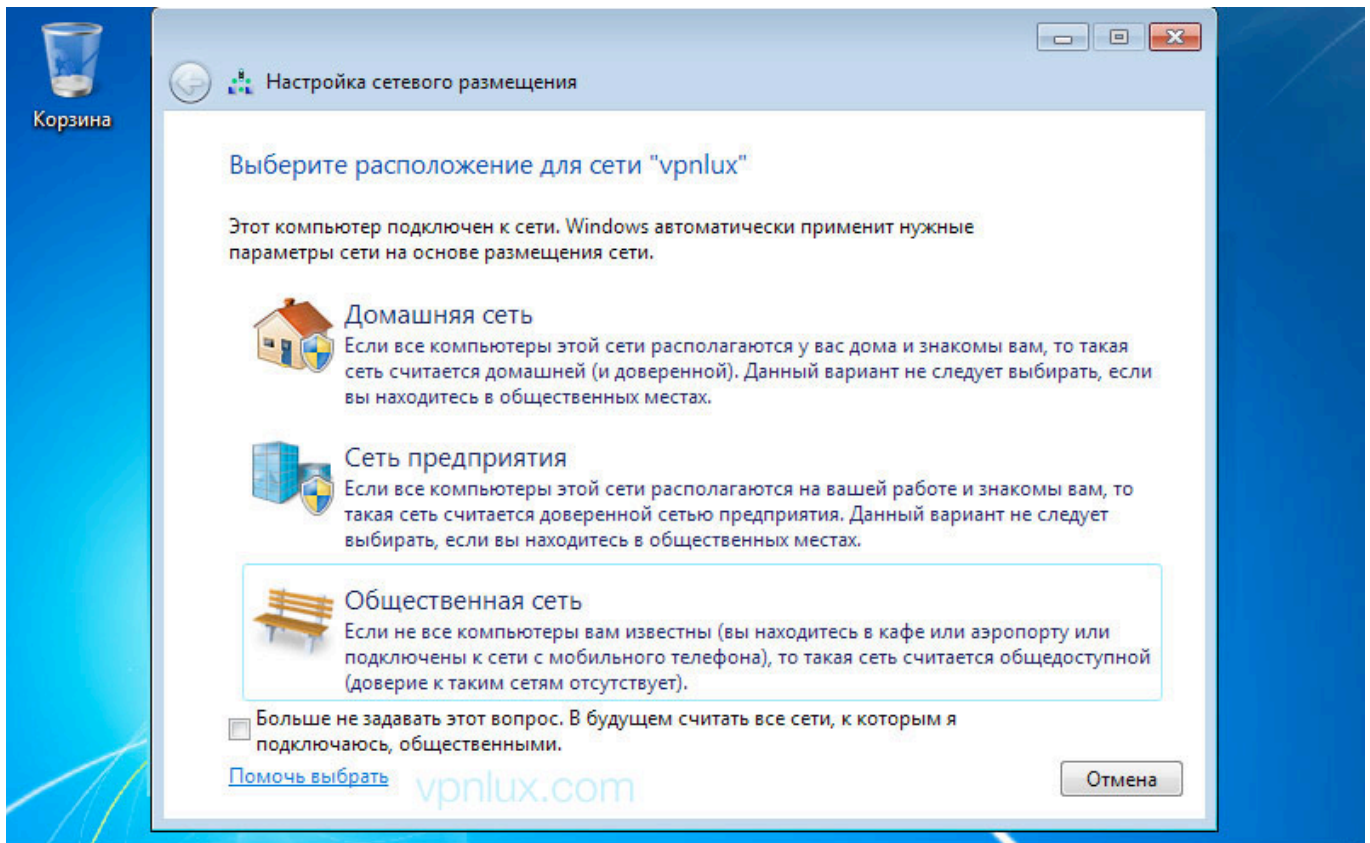 Корзина
Настройка сетевого размещения
Выберите расположение для сети "vpnlux"
Этот компьютер подключен к сети. Windows автоматически применит нужные
параметры сети на основе размещения сети.
Домашняя сеть
Если все компьютеры этой сети располагаются у вас дома и знакомы вам, то такая
сеть считается домашней (и доверенной). Данный вариант не следует выбирать, если
вы находитесь в общественных местах.
Сеть предприятия
Если все компьютеры этой сети располагаются на вашей работе и знакомы вам, то
такая сеть считается доверенной сетью предприятия. Данный вариант не следует
выбирать, если вы находитесь в общественных местах.
Общественная сеть
Если не все компьютеры вам известны (вы находитесь в кафе или аэропорту или
подключены к сети с мобильного телефона), то такая сеть считается общедоступной
(доверие к таким сетям отсутствует).
Больше не задавать этот вопрос. В будущем считать все сети, к которым я
подключаюсь, общественными.
Помочь выбрать
vpnlux.com
Отмена